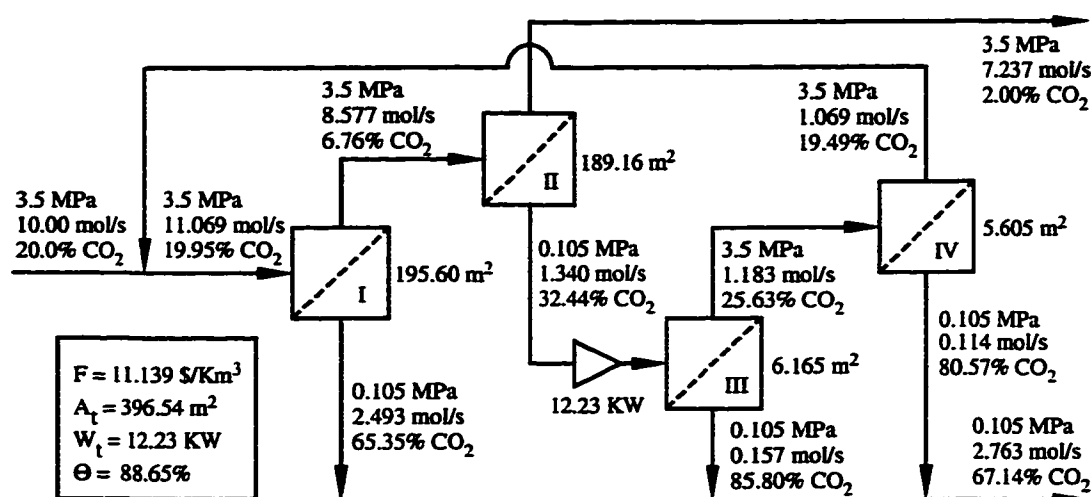 3.5 MPa
7.237 mol/s
2.00% CO2
3.5 MPa
8.577 mol/s
6.76% CO2
3.5 MPa
1.069 mol/s
19.49% CO2
II
189.16 m²
3.5 MPa
10.00 mol/s
20.0% CO2
3.5 MPa
11.069 mol/s
19.95% CO2
I
195.60 m²
0.105 MPa
1.340 mol/s
32.44% CO2
3.5 MPa
1.183 mol/s
25.63% CO2
IV
5.605 m²
0.105 MPa
0.114 mol/s
80.57% CO2
12.23 KW
III
6.165 m²
F = 11.139 $/Km³
At = 396.54 m²
Wt = 12.23 KW
Θ = 88.65%
0.105 MPa
2.493 mol/s
65.35% CO2
0.105 MPa
0.157 mol/s
85.80% CO2
0.105 MPa
2.763 mol/s
67.14% CO2